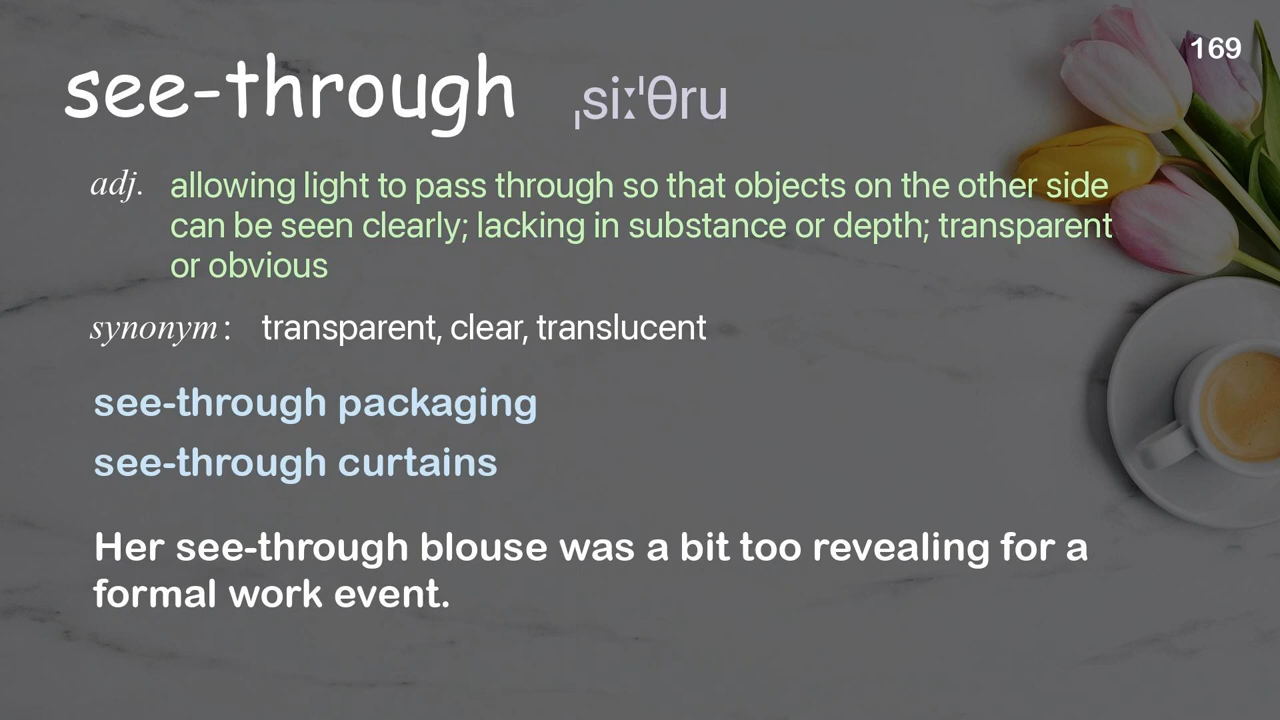 169
see-through ˌsiːˈθru
adj. allowing light to pass through so that objects on the other side
can be seen clearly; lacking in substance or depth; transparent
or obvious
synonym: transparent, clear, translucent
see-through packaging
see-through curtains
Her see-through blouse was a bit too revealing for a
formal work event.